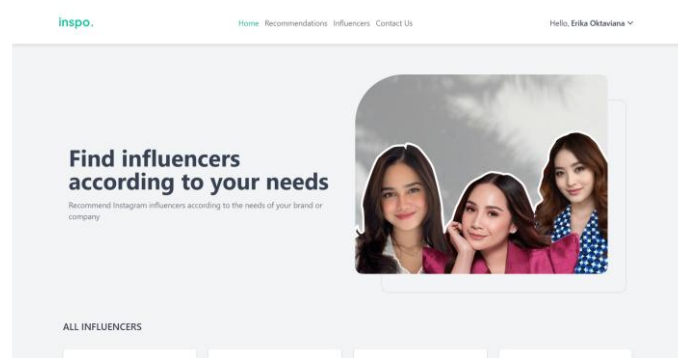 inspo.
Home Recommendations Influencers Contact Us
Hello, Erika Oktaviana
Find influencers
according to your needs
Recommend Instagram influencers according to the needs of your brand or
company
ALL INFLUENCERS